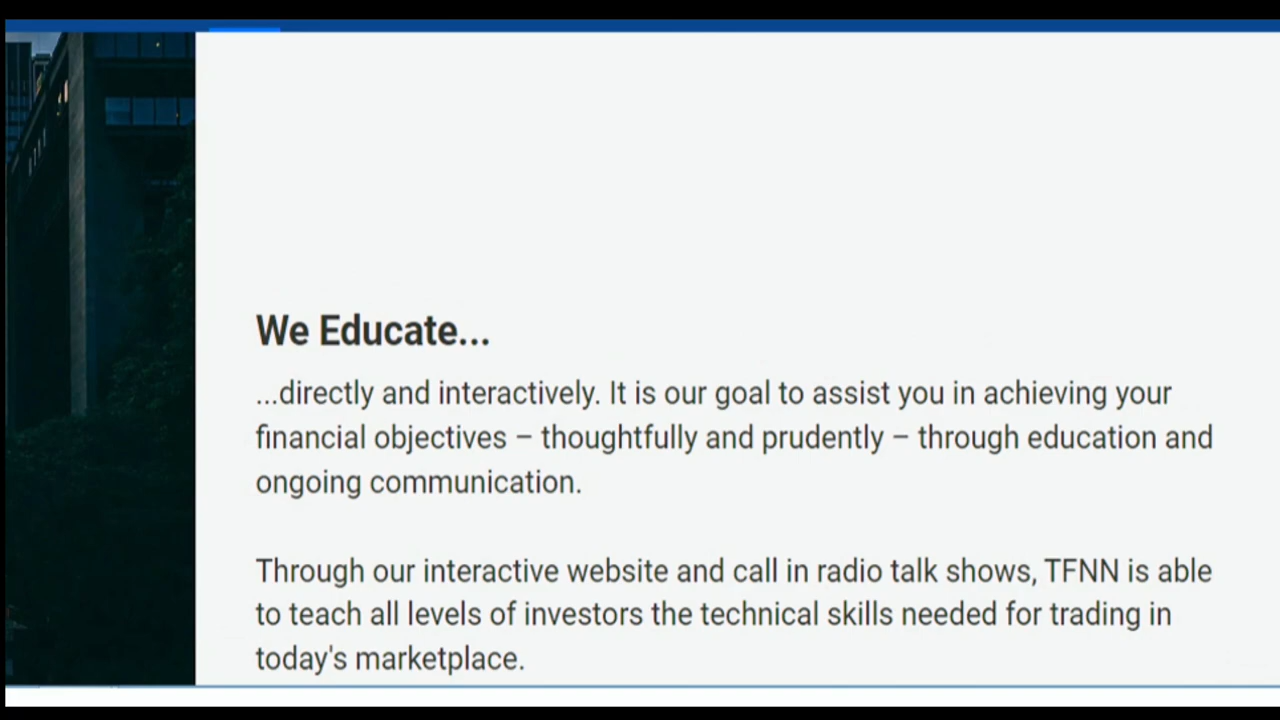 We Educate...
...directly and interactively. It is our goal to assist you in achieving your
financial objectives – thoughtfully and prudently – through education and
ongoing communication.
Through our interactive website and call in radio talk shows, TFNN is able
to teach all levels of investors the technical skills needed for trading in
today's marketplace.